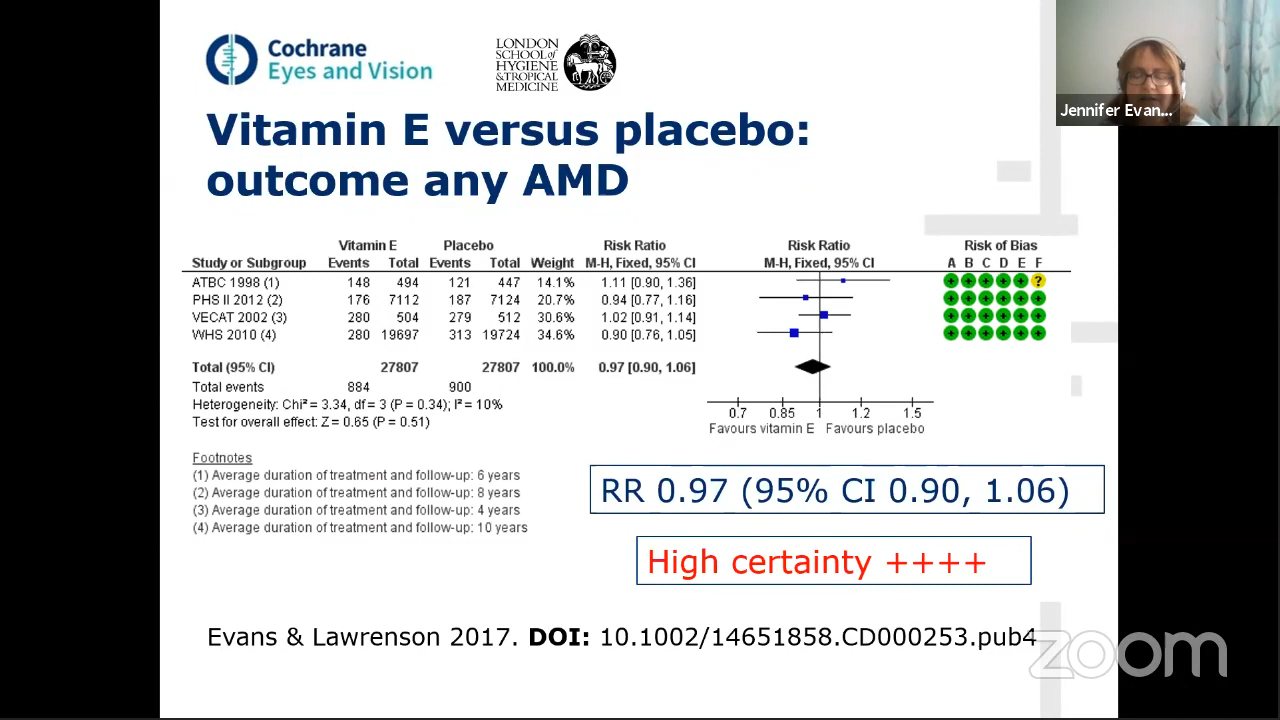 Cochrane
Eyes and Vision
LONDON
SCHOOL of
HYGIENE
& TROPICAL
MEDICINE
Jennifer Evan...
Vitamin E versus placebo:
outcome any AMD
Vitamin E Placebo Risk Ratio Risk Ratio Risk of Bias
Study or Subgroup Events Total Events Total Weight M-H, Fixed, 95% CI M-H, Fixed, 95% CI A B C D E F
ATBC 1998 (1) 148 494 121 447 14.1% 1.11 [0.90, 1.36] + + + + + ?
PHS II 2012 (2) 176 7112 187 7124 20.7% 0.94 [0.77, 1.16] + + + + + +
VECAT 2002 (3) 280 504 279 512 30.6% 1.02 [0.91, 1.14] + + + + + +
WHS 2010 (4) 280 19697 313 19724 34.6% 0.90 [0.76, 1.05] + + + + + +
Total (95% CI) 27807 27807 100.0% 0.97 [0.90, 1.06]
Total events 884 900
Heterogeneity: Chi² = 3.34, df = 3 (P = 0.34); I² = 10%
Test for overall effect: Z = 0.65 (P = 0.51)
0.7 0.85 1 1.2 1.5
Favours vitamin E Favours placebo
Footnotes
(1) Average duration of treatment and follow-up: 6 years
(2) Average duration of treatment and follow-up: 8 years
(3) Average duration of treatment and follow-up: 4 years
(4) Average duration of treatment and follow-up: 10 years
RR 0.97 (95% CI 0.90, 1.06)
High certainty ++++
Evans & Lawrenson 2017. DOI: 10.1002/14651858.CD000253.pub4
zoom